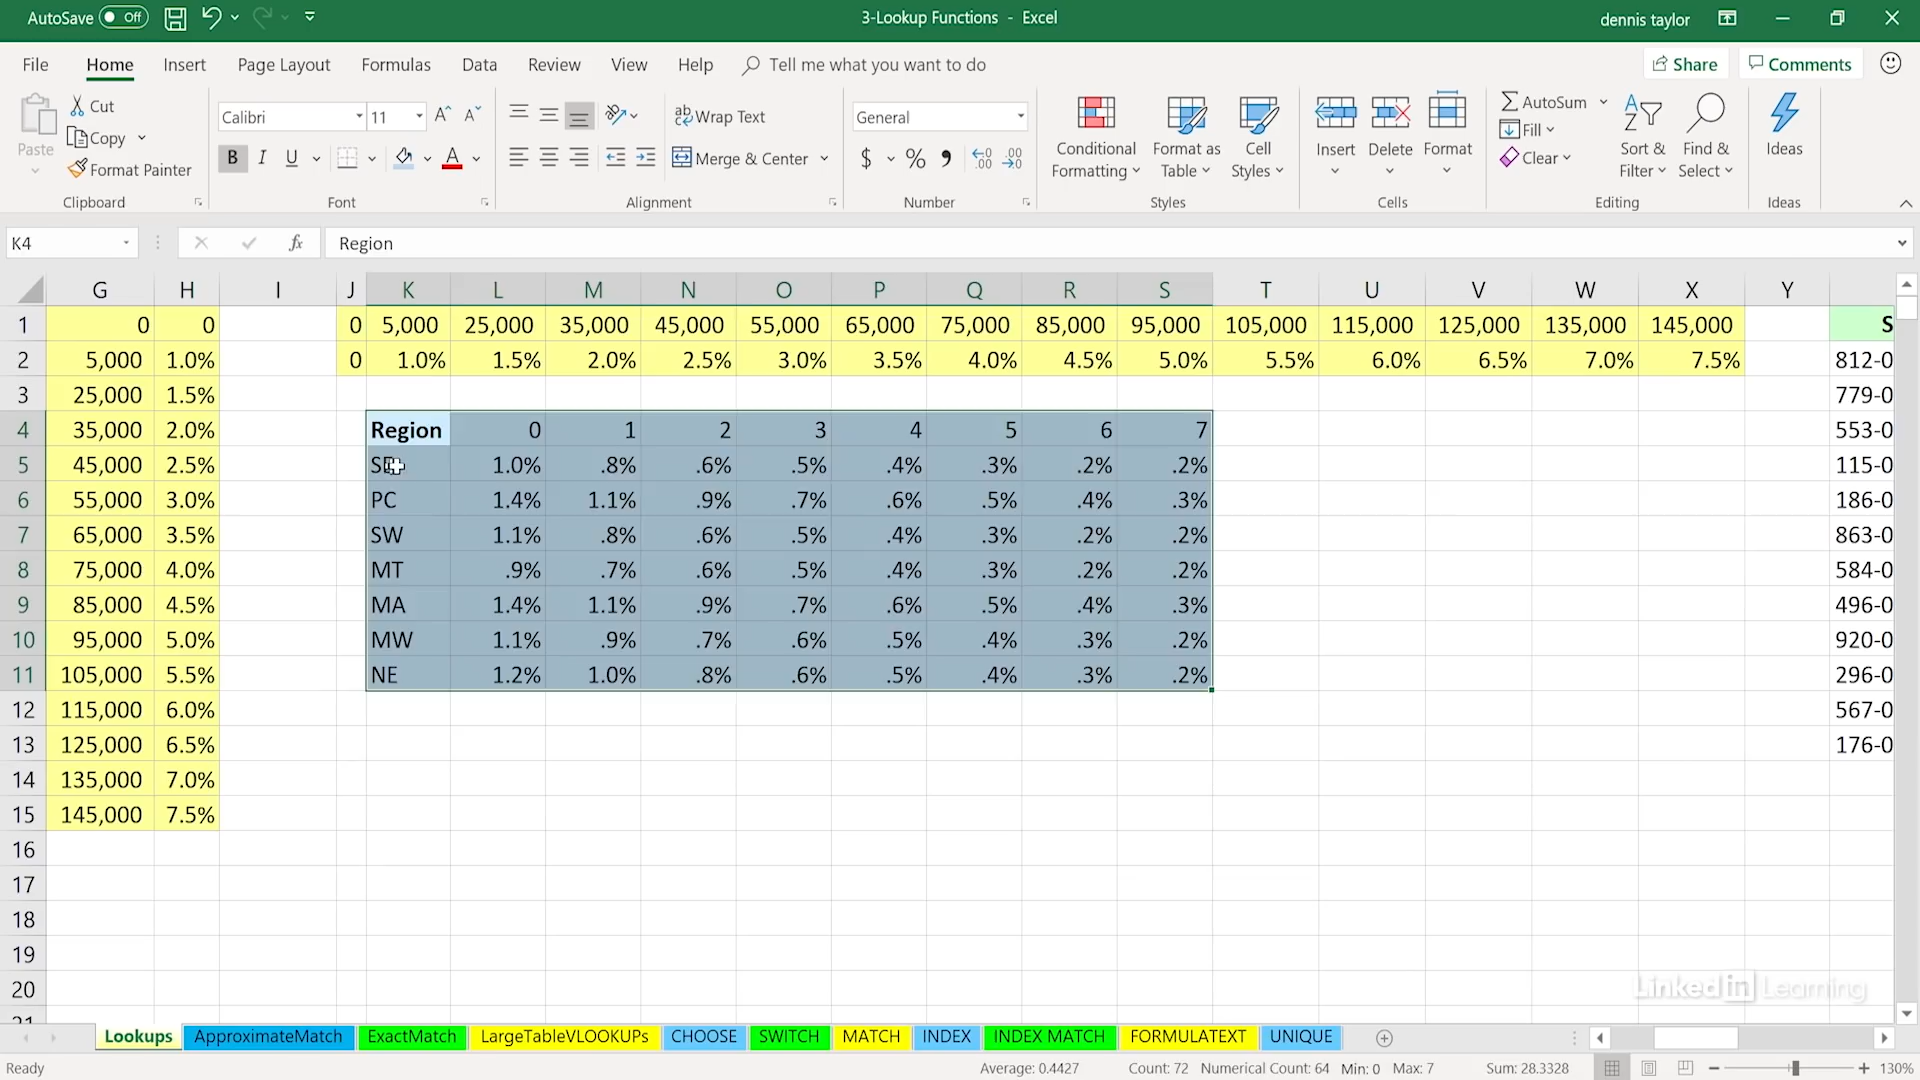 AutoSave Off
3-Lookup Functions - Excel
dennis taylor
File Home Insert Page Layout Formulas Data Review View Help Tell me what you want to do Share Comments
Paste
Cut
Copy
Format Painter
Clipboard
Calibri 11
B I U A
Font
Wrap Text
Merge & Center
Alignment
General
$ % , .00
Number
Conditional Formatting
Format as Table
Cell Styles
Styles
Insert Delete Format
Cells
AutoSum
Fill
Clear
Sort & Filter
Find & Select
Editing
Ideas
Ideas
K4 fx Region
G H I J K L M N O P Q R S T U V W X Y
1 0 0 0 5,000 25,000 35,000 45,000 55,000 65,000 75,000 85,000 95,000 105,000 115,000 125,000 135,000 145,000 S
2 5,000 1.0% 0 1.0% 1.5% 2.0% 2.5% 3.0% 3.5% 4.0% 4.5% 5.0% 5.5% 6.0% 6.5% 7.0% 7.5% 812-0
3 25,000 1.5% 779-0
4 35,000 2.0% Region 0 1 2 3 4 5 6 7 553-0
5 45,000 2.5% SE 1.0% .8% .6% .5% .4% .3% .2% .2% 115-0
6 55,000 3.0% PC 1.4% 1.1% .9% .7% .6% .5% .4% .3% 186-0
7 65,000 3.5% SW 1.1% .8% .6% .5% .4% .3% .2% .2% 863-0
8 75,000 4.0% MT .9% .7% .6% .5% .4% .3% .2% .2% 584-0
9 85,000 4.5% MA 1.4% 1.1% .9% .7% .6% .5% .4% .3% 496-0
10 95,000 5.0% MW 1.1% .9% .7% .6% .5% .4% .3% .2% 920-0
11 105,000 5.5% NE 1.2% 1.0% .8% .6% .5% .4% .3% .2% 296-0
12 115,000 6.0% 567-0
13 125,000 6.5% 176-0
14 135,000 7.0%
15 145,000 7.5%
16
17
18
19
20
21
Linked in Learning
Lookups ApproximateMatch ExactMatch LargeTableVLOOKUPs CHOOSE SWITCH MATCH INDEX INDEX MATCH FORMULATEXT UNIQUE
Ready Average: 0.4427 Count: 72 Numerical Count: 64 Min: 0 Max: 7 Sum: 28.3328 130%